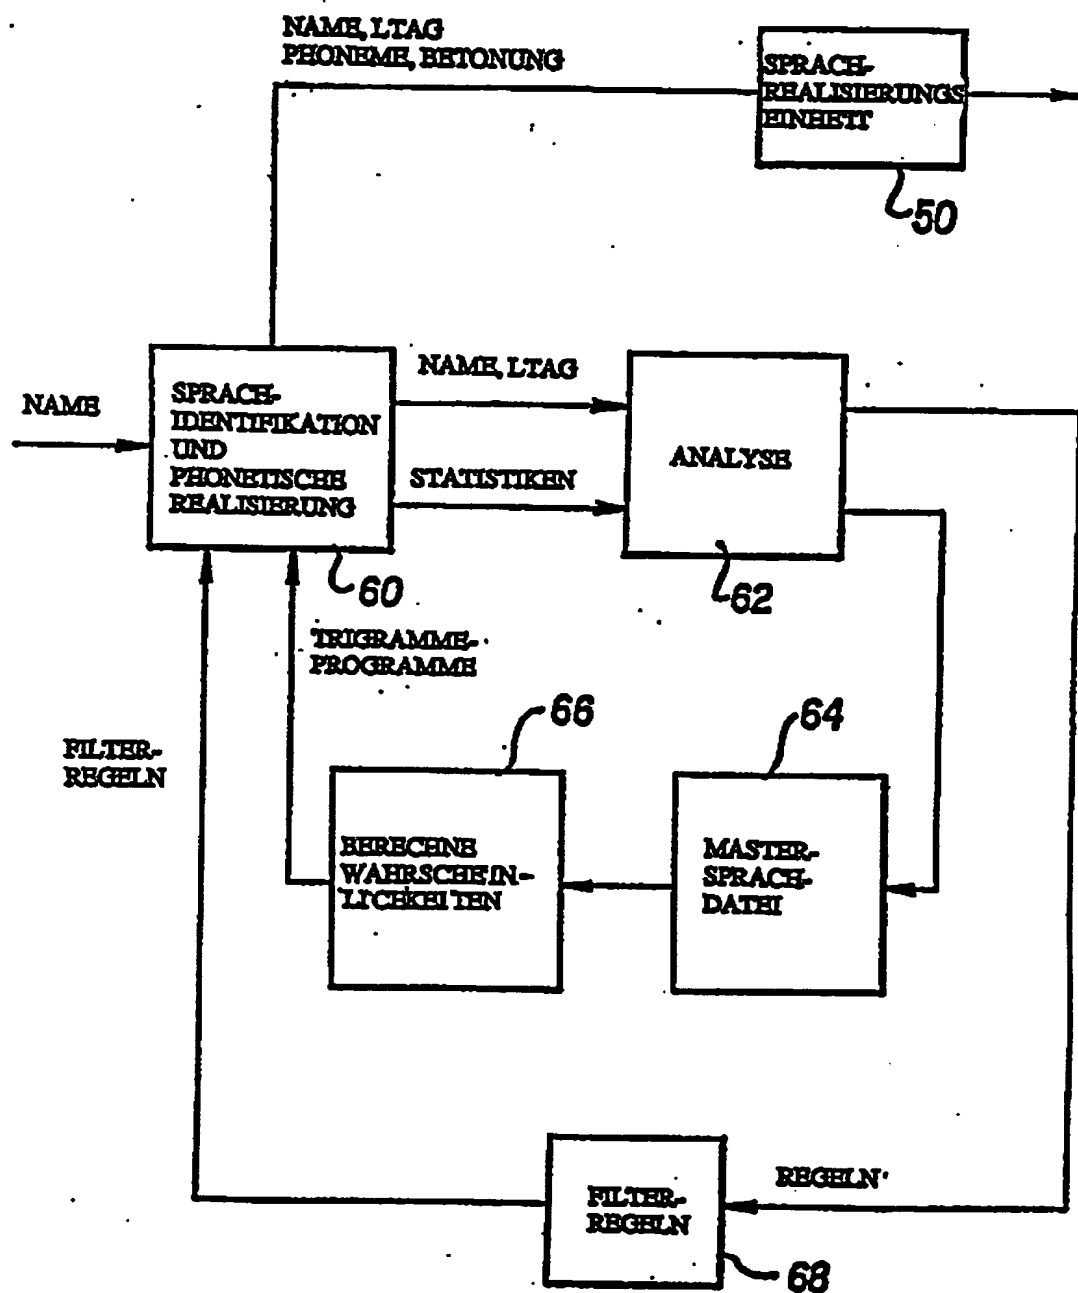 NAME, LTAG
PHONEME, BETONUNG
SPRACH-
REALISIERUNGS
EINHEIT
50
NAME
SPRACH-
IDENTIFIKATION
UND
PHONETISCHE
REALISIERUNG
60
NAME, LTAG
STATISTIKEN
ANALYSE
62
TRIGRAMME-
PROGRAMME
FILTER-
REGELN
66
BERECHNE
WAHRSCHEIN-
LICHKEITEN
64
MASTER-
SPRACH-
DATEI
REGELN
FILTER-
REGELN
68